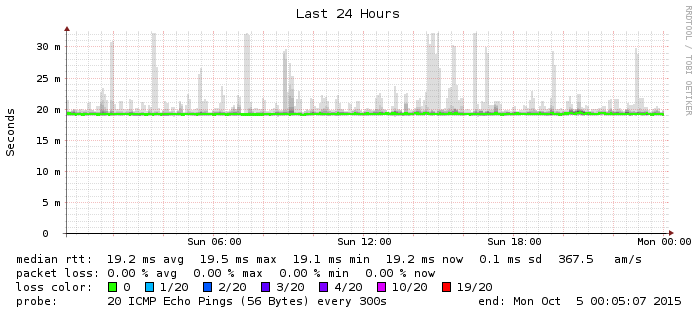 Last 24 Hours
RRDTOOL / TOBI OETIKER
Seconds
30 m
25 m
20 m
15 m
10 m
5 m
0
Sun 06:00 Sun 12:00 Sun 18:00 Mon 00:00
median rtt: 19.2 ms avg 19.5 ms max 19.1 ms min 19.2 ms now 0.1 ms sd 367.5 am/s
packet loss: 0.00 % avg 0.00 % max 0.00 % min 0.00 % now
loss color: 0 1/20 2/20 3/20 4/20 10/20 19/20
probe: 20 ICMP Echo Pings (56 Bytes) every 300s end: Mon Oct 5 00:05:07 2015